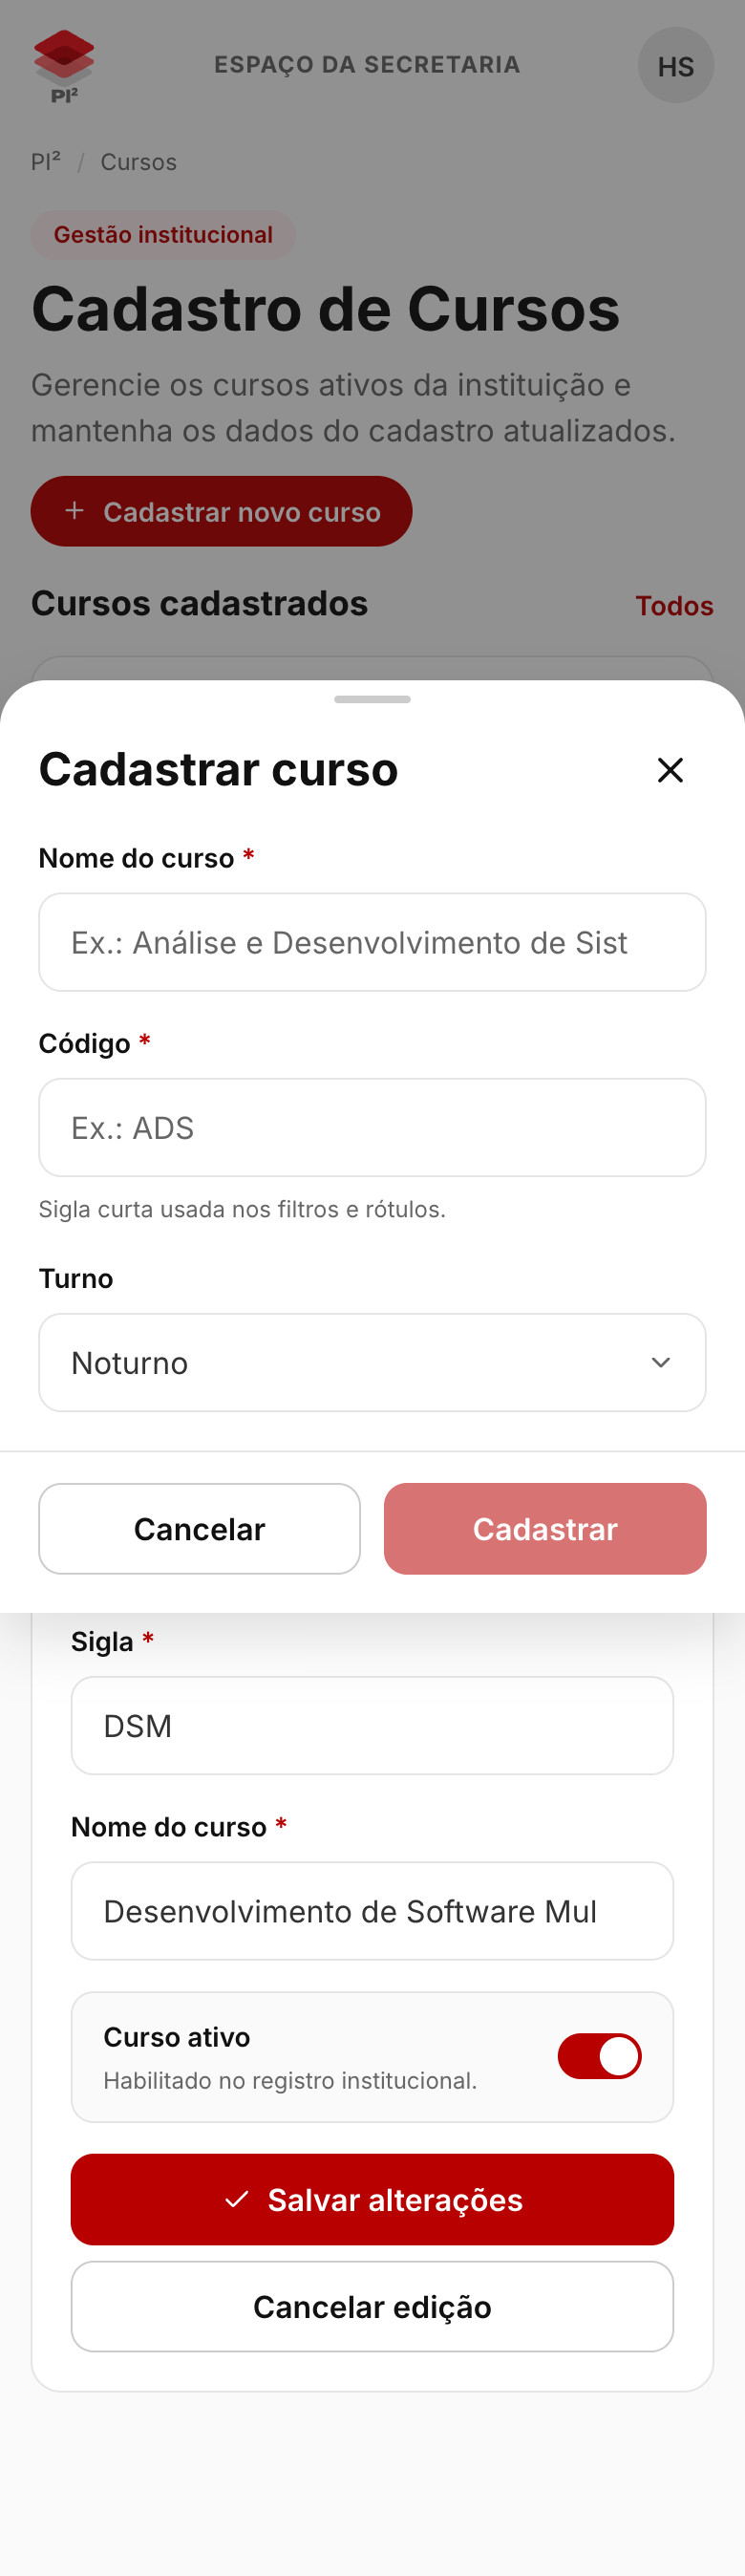 PI²
ESPAÇO DA SECRETARIA
HS
PI² / Cursos
Gestão institucional
Cadastro de Cursos
Gerencie os cursos ativos da instituição e
mantenha os dados do cadastro atualizados.
+ Cadastrar novo curso
Cursos cadastrados
Todos
Cadastrar curso
Nome do curso *
Ex.: Análise e Desenvolvimento de Sist
Código *
Ex.: ADS
Sigla curta usada nos filtros e rótulos.
Turno
Noturno
Cancelar
Cadastrar
Sigla *
DSM
Nome do curso *
Desenvolvimento de Software Mul
Curso ativo
Habilitado no registro institucional.
Salvar alterações
Cancelar edição